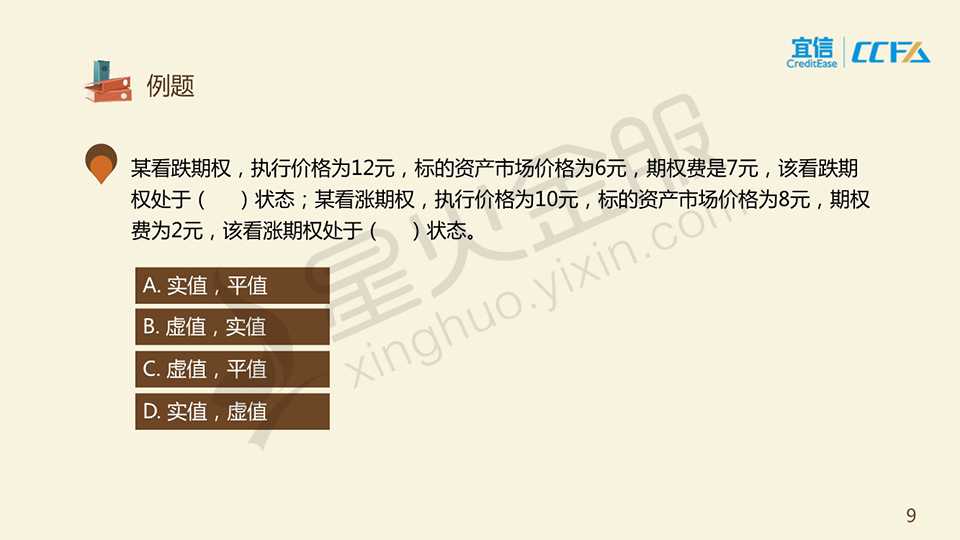 宜信
CreditEase
CCFA
例题
某看跌期权，执行价格为12元，标的资产市场价格为6元，期权费是7元，该看跌期
权处于（ ）状态；某看涨期权，执行价格为10元，标的资产市场价格为8元，期权
费为2元，该看涨期权处于（ ）状态。
A. 实值，平值
B. 虚值，实值
C. 虚值，平值
D. 实值，虚值
星火金服
xinghuo.yixin.com
9